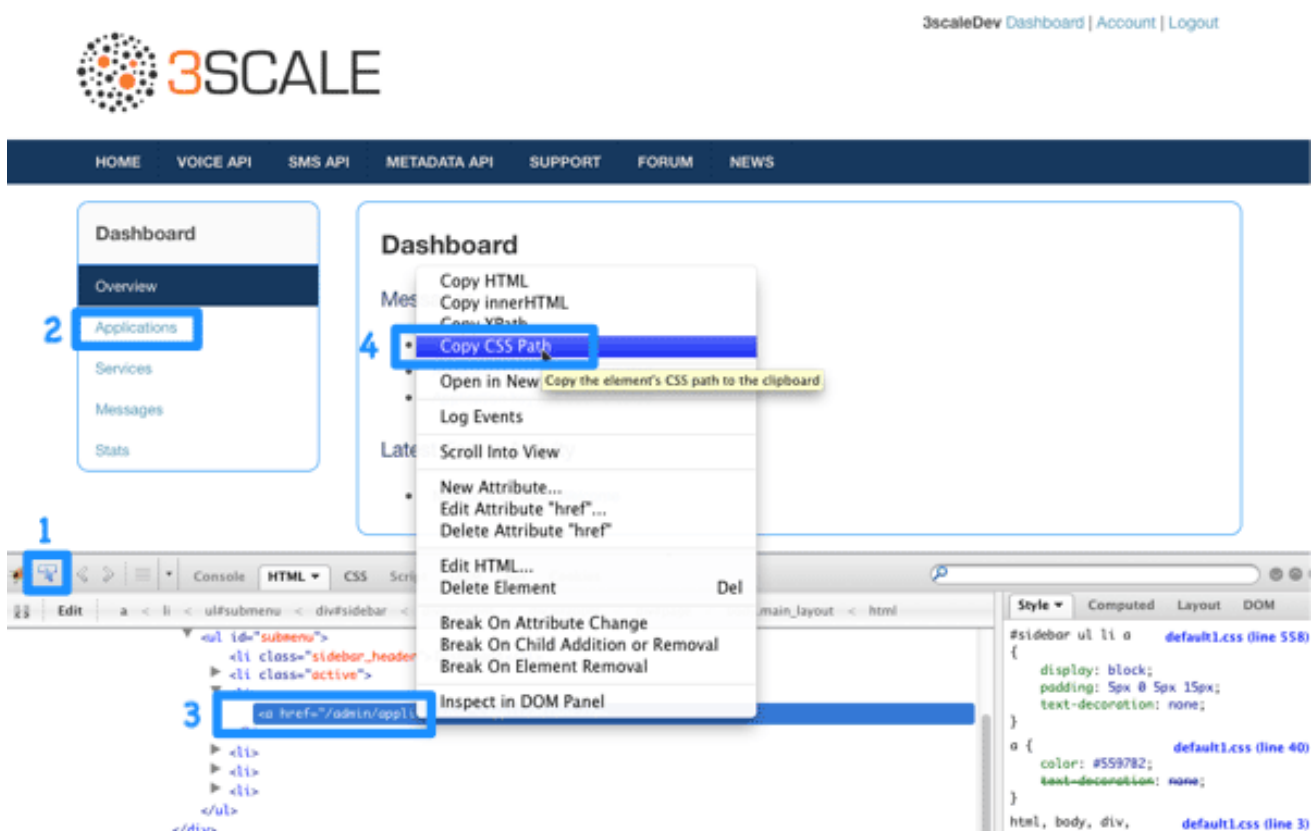 3scaleDev Dashboard | Account | Logout
3SCALE
HOME VOICE API SMS API METADATA API SUPPORT FORUM NEWS
Dashboard
Overview
2 Applications
Services
Messages
Stats
Dashboard
Mes
Late
Copy HTML
Copy innerHTML
Copy XPath
4 Copy CSS Path
Open in New
Copy the element's CSS path to the clipboard
Log Events
Scroll Into View
New Attribute...
Edit Attribute "href"...
Delete Attribute "href"
Edit HTML...
Delete Element Del
Break On Attribute Change
Break On Child Addition or Removal
Break On Element Removal
Inspect in DOM Panel
1
Console HTML CSS Scri
Edit a < li < ul#submenu < div#sidebar < .main_layout < html
<ul id="submenu">
<li class="sidebar_header
<li class="active">
3 <a href="/admin/appli
<li>
<li>
<li>
</ul>
</div>
Style Computed Layout DOM
#sidebar ul li a default1.css (line 558)
{
display: block;
padding: 5px 0 5px 15px;
text-decoration: none;
}
a { default1.css (line 40)
color: #559782;
text-decoration: none;
}
html, body, div, default1.css (line 3)